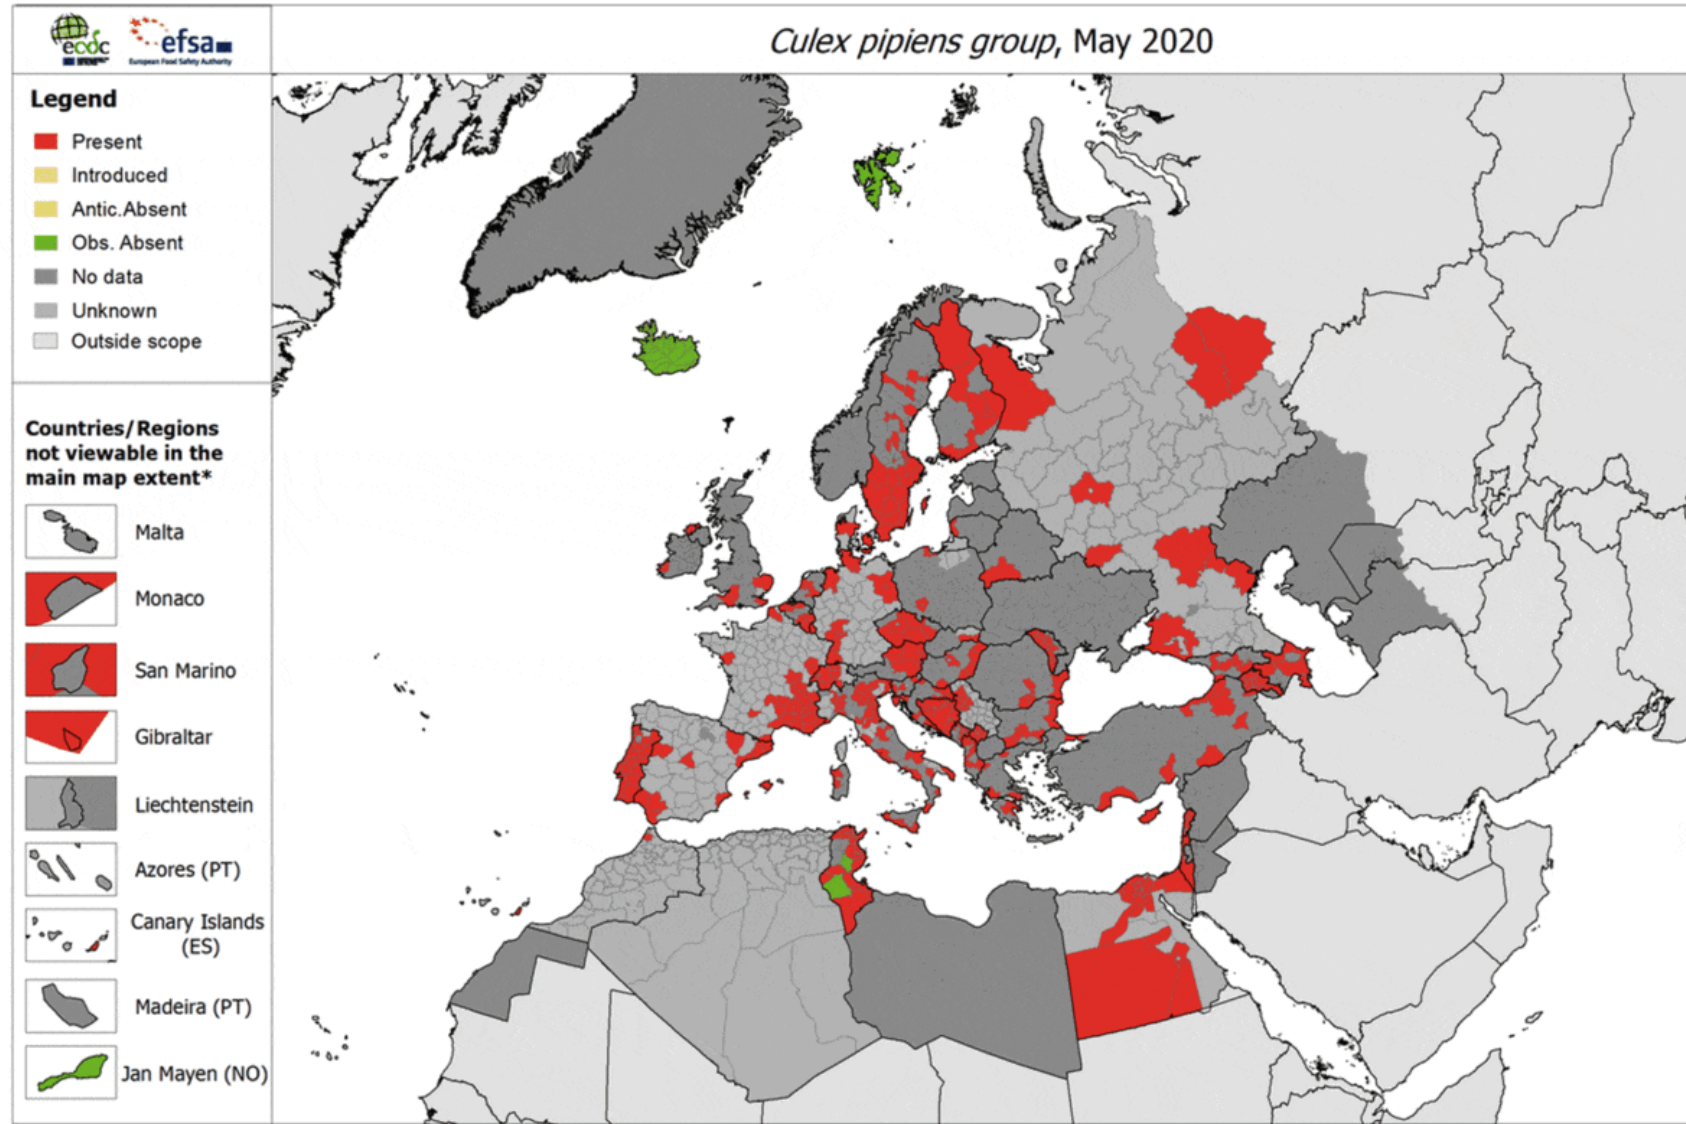 ecdc
efsa
European Food Safety Authority
Culex pipiens group, May 2020
Legend
Present
Introduced
Antic.Absent
Obs. Absent
No data
Unknown
Outside scope
Countries/Regions
not viewable in the
main map extent*
Malta
Monaco
San Marino
Gibraltar
Liechtenstein
Azores (PT)
Canary Islands
(ES)
Madeira (PT)
Jan Mayen (NO)